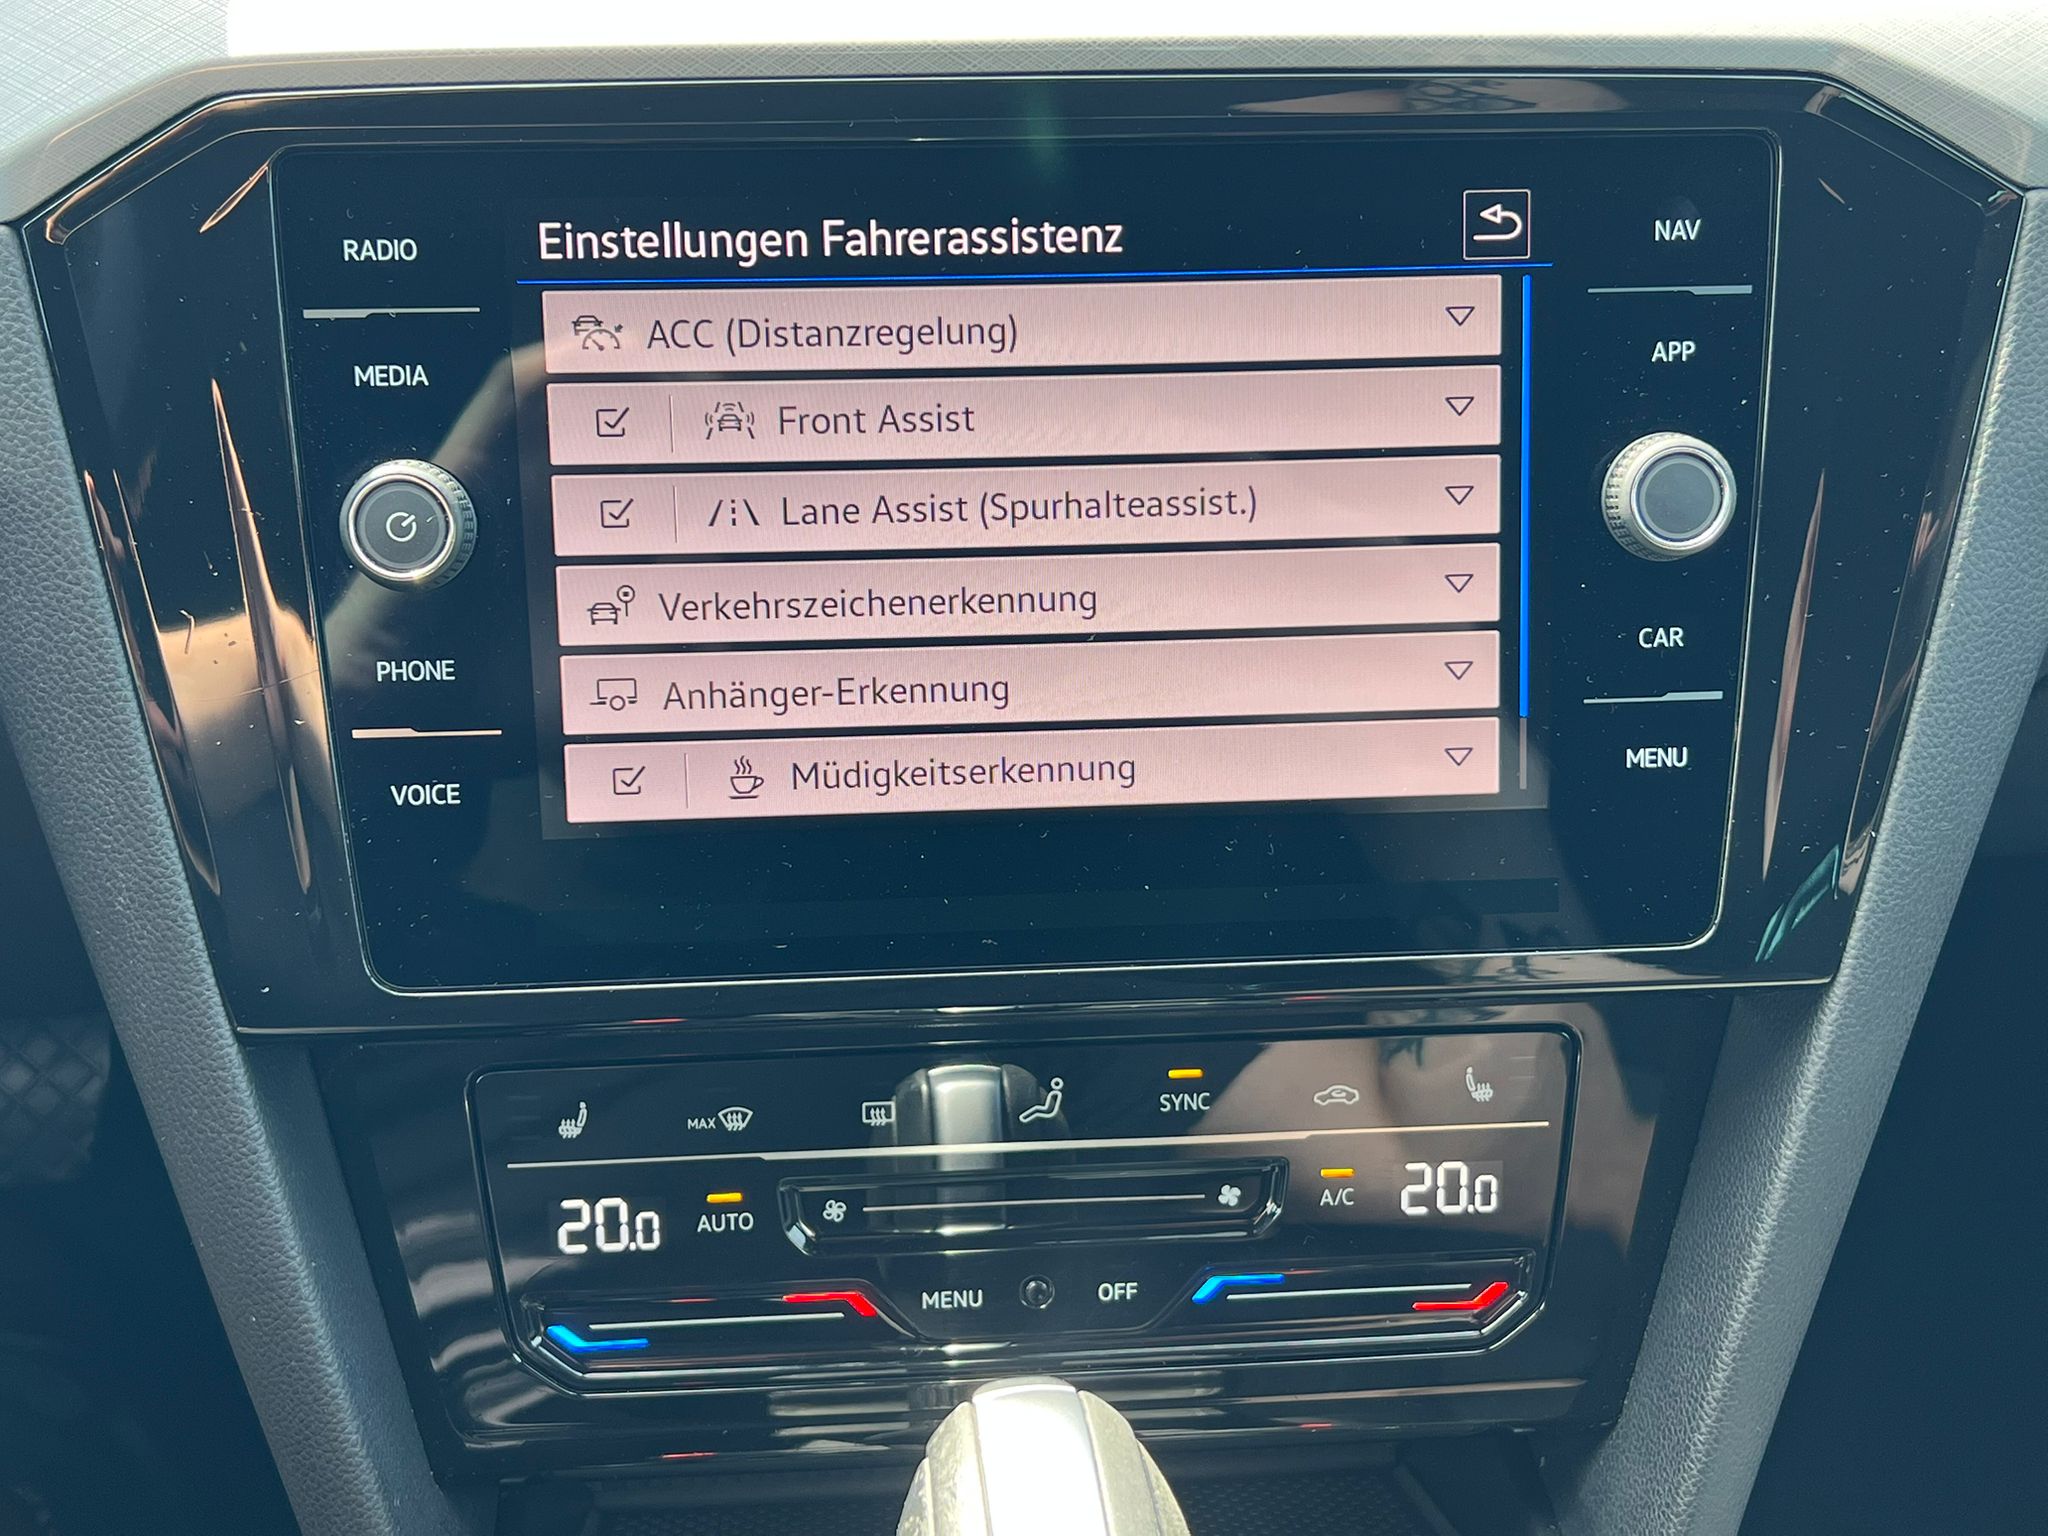 RADIO
MEDIA
PHONE
VOICE
Einstellungen Fahrerassistenz
ACC (Distanzregelung)
Front Assist
Lane Assist (Spurhalteassist.)
Verkehrszeichenerkennung
Anhänger-Erkennung
Müdigkeitserkennung
NAV
APP
CAR
MENU
MAX
SYNC
20.0
AUTO
A/C
20.0
MENU
OFF